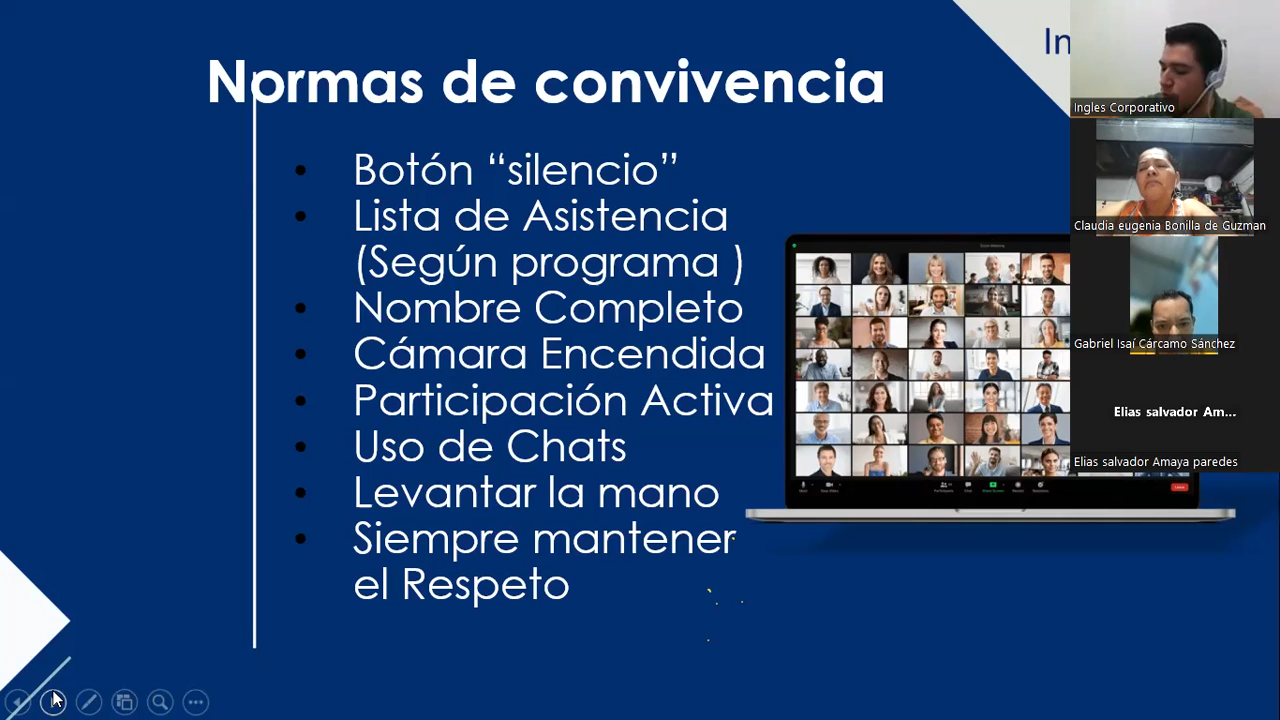 Normas de convivencia
In
• Botón “silencio”
• Lista de Asistencia
(Según programa )
• Nombre Completo
• Cámara Encendida
• Participación Activa
• Uso de Chats
• Levantar la mano
• Siempre mantener
el Respeto
Ingles Corporativo
Claudia eugenia Bonilla de Guzman
Gabriel Isaí Cárcamo Sánchez
Elias salvador Am...
Elias salvador Amaya paredes